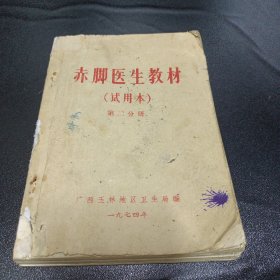 赤脚医生教材
（试用本）
第二分册
广西玉林地区卫生局编
一九七四年